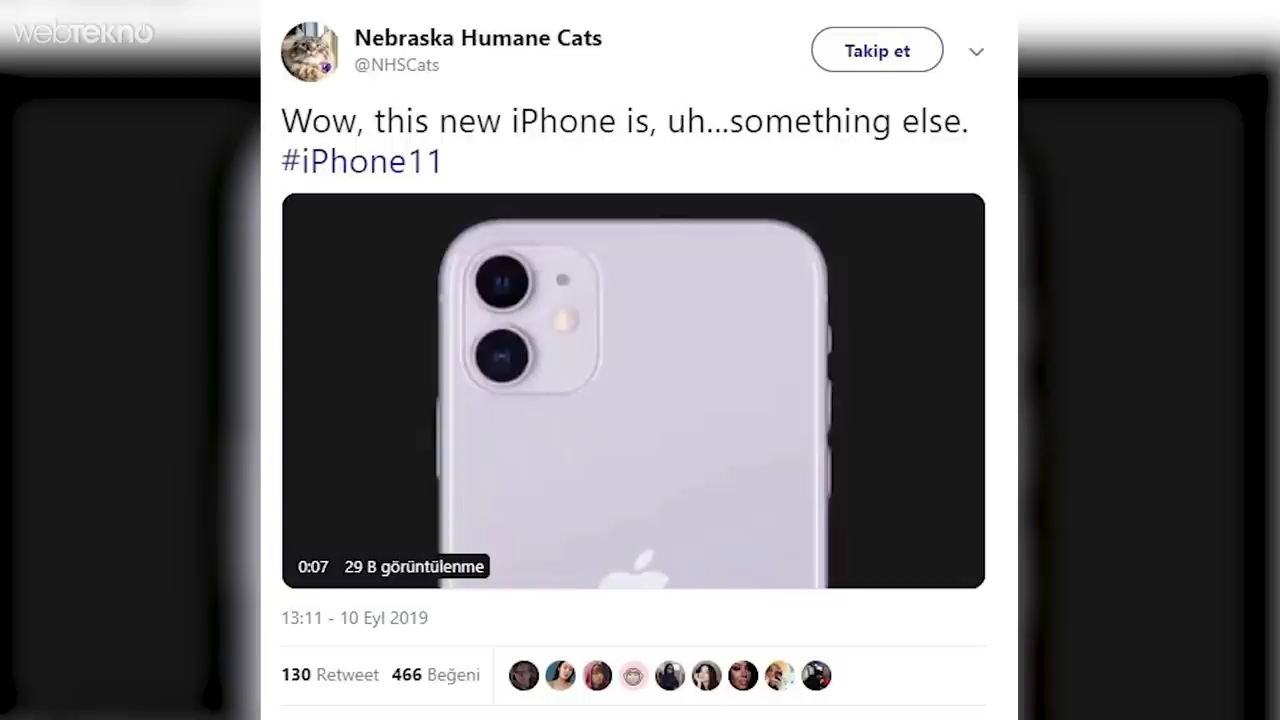 webtekno
Nebraska Humane Cats
@NHSCats
Takip et
Wow, this new iPhone is, uh...something else.
#iPhone11
0:07 29 B görüntülenme
13:11 - 10 Eyl 2019
130 Retweet 466 Beğeni